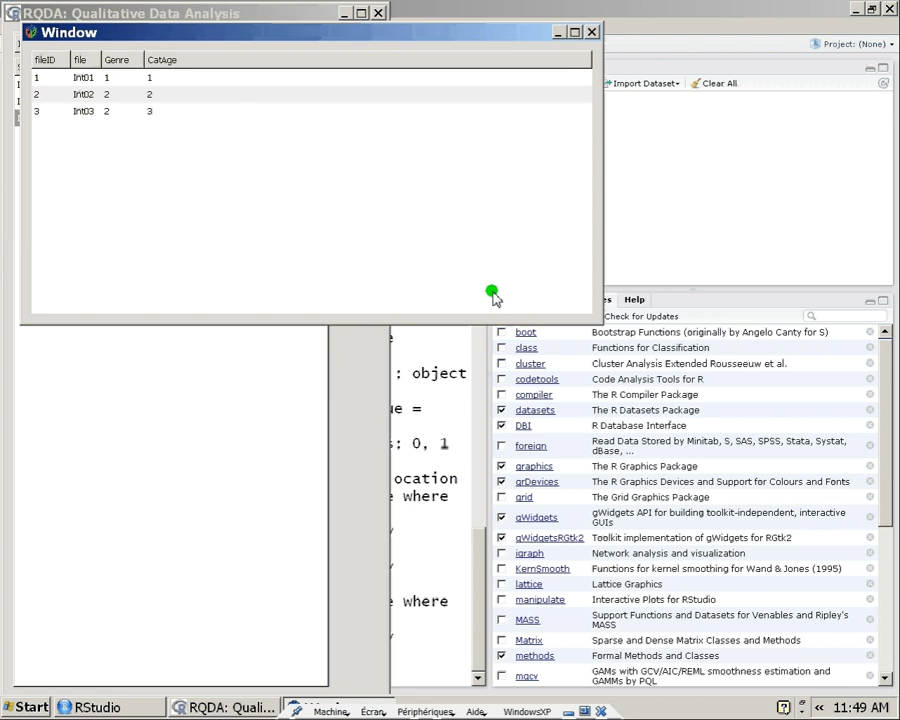 RQDA: Qualitative Data Analysis
Window
Project: (None)
fileID file Genre CatAge
1 Int01 1 1
2 Int02 2 2
3 Int03 2 3
Import Dataset Clear All
Help
Check for Updates
boot Bootstrap Functions (originally by Angelo Canty for S)
class Functions for Classification
cluster Cluster Analysis Extended Rousseeuw et al.
codetools Code Analysis Tools for R
compiler The R Compiler Package
datasets The R Datasets Package
DBI R Database Interface
foreign Read Data Stored by Minitab, S, SAS, SPSS, Stata, Systat,
dBase, ...
graphics The R Graphics Package
grDevices The R Graphics Devices and Support for Colours and Fonts
grid The Grid Graphics Package
gWidgets gWidgets API for building toolkit-independent, interactive
GUIs
gWidgetsRGtk2 Toolkit implementation of gWidgets for RGtk2
igraph Network analysis and visualization
KernSmooth Functions for kernel smoothing for Wand & Jones (1995)
lattice Lattice Graphics
manipulate Interactive Plots for RStudio
MASS Support Functions and Datasets for Venables and Ripley's
MASS
Matrix Sparse and Dense Matrix Classes and Methods
methods Formal Methods and Classes
mgcv GAMs with GCV/AIC/REML smoothness estimation and
GAMMs by PQL
: object
ue =
: 0, 1
ocation
e where
e where
Start RStudio RQDA: Quali... 11:49 AM
Machine Écran Périphériques Aide WindowsXP